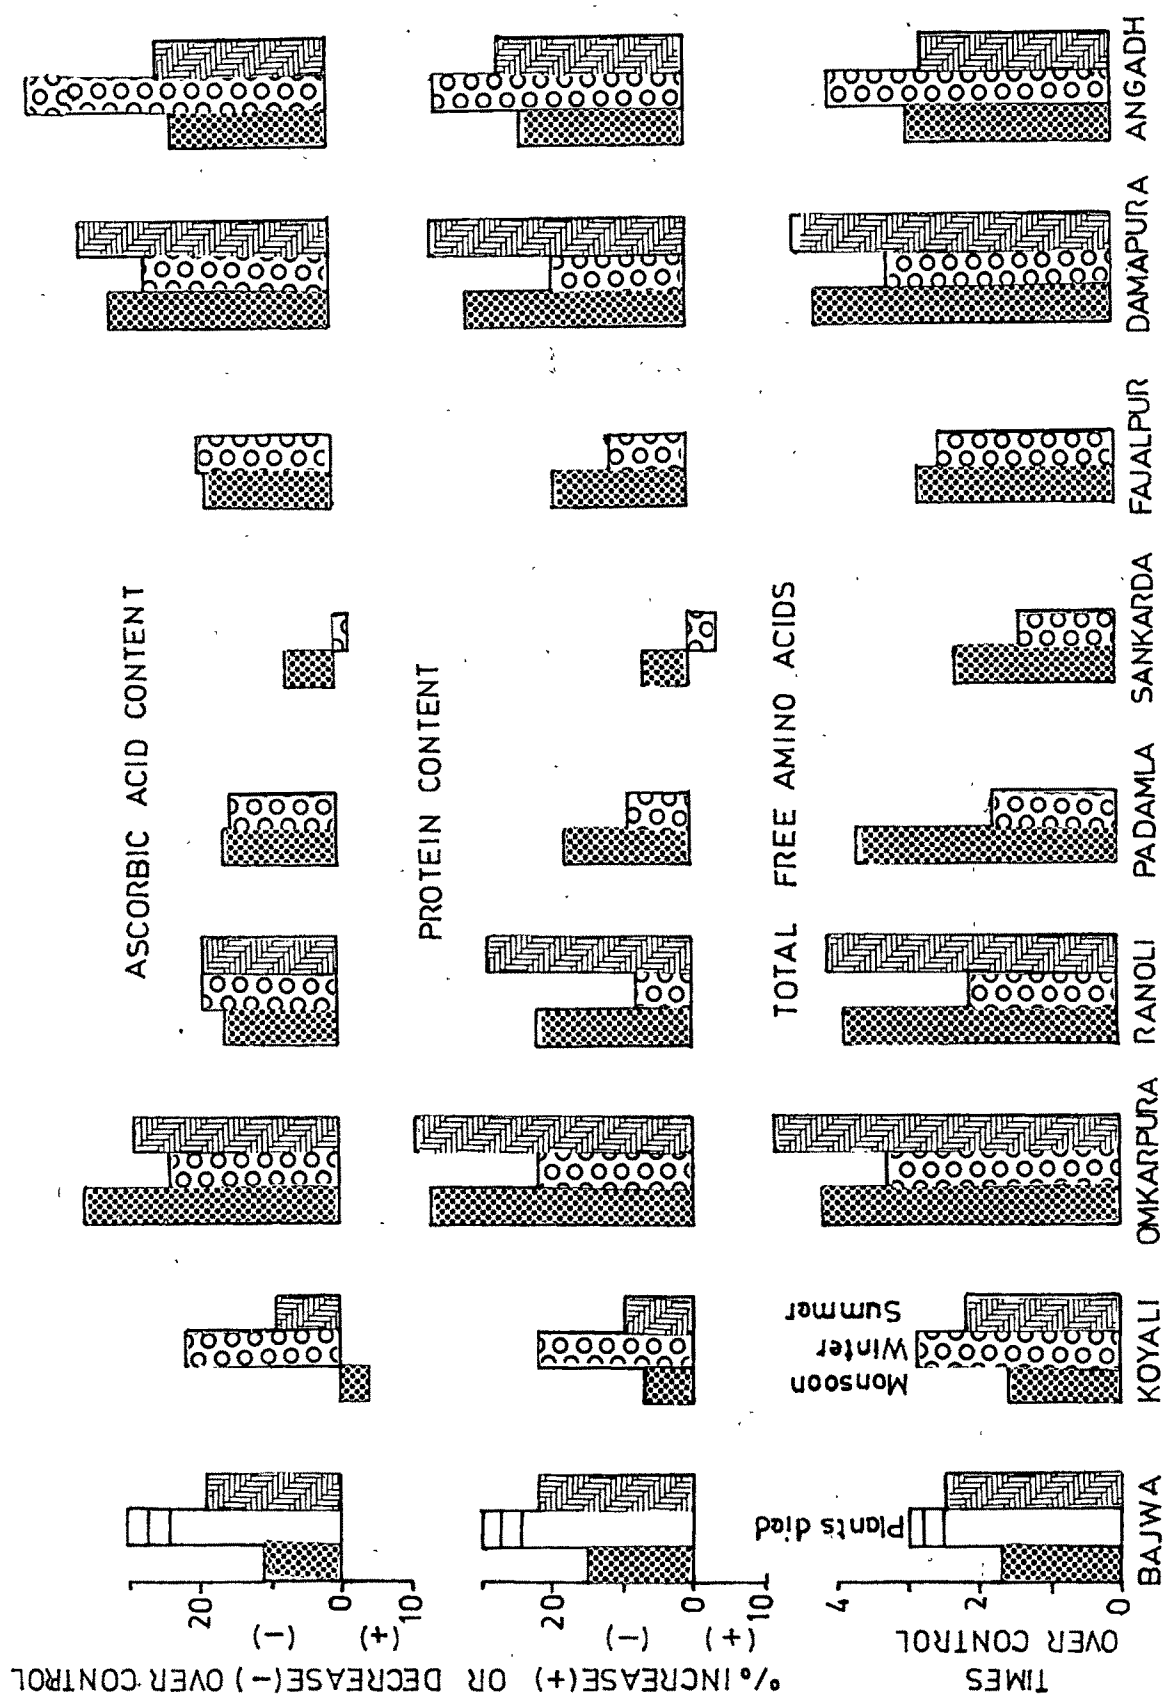 % INCREASE(+) OR DECREASE(-) OVER CONTROL
(-)
(+)
20
0
10
ASCORBIC ACID CONTENT
(-)
(+)
20
0
10
PROTEIN CONTENT
TIMES
OVER CONTROL
4
2
0
TOTAL FREE AMINO ACIDS
Plants died
Monsoon
Winter
Summer
BAJWA
KOYALI
OMKARPURA
RANOLI
PADAMLA
SANKARDA
FAJALPUR
DAMAPURA
ANGADH